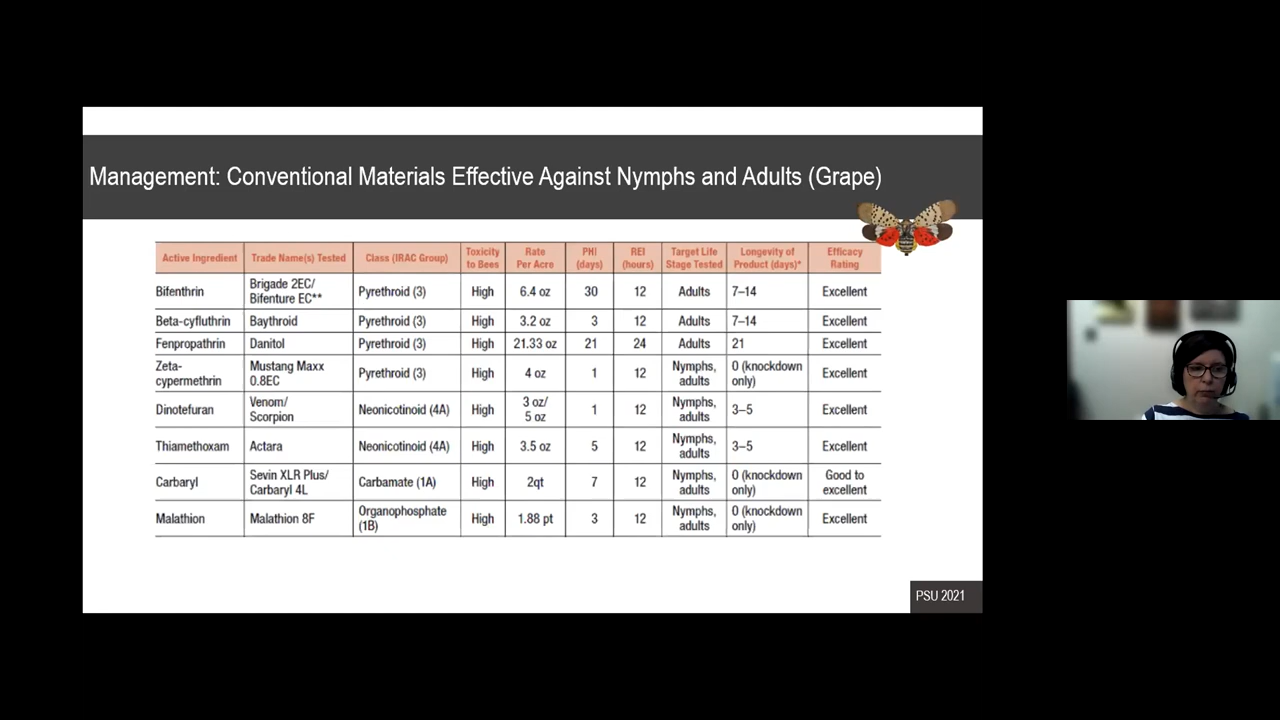 Management: Conventional Materials Effective Against Nymphs and Adults (Grape)
Active Ingredient Trade Name(s) Tested Class (IRAC Group) Toxicity to Bees Rate Per Acre PHI (days) REI (hours) Target Life Stage Tested Longevity of Product (days)* Efficacy Rating
Bifenthrin Brigade 2EC/ Bifenture EC** Pyrethroid (3) High 6.4 oz 30 12 Adults 7–14 Excellent
Beta-cyfluthrin Baythroid Pyrethroid (3) High 3.2 oz 3 12 Adults 7–14 Excellent
Fenpropathrin Danitol Pyrethroid (3) High 21.33 oz 21 24 Adults 21 Excellent
Zeta-cypermethrin Mustang Maxx 0.8EC Pyrethroid (3) High 4 oz 1 12 Nymphs, adults 0 (knockdown only) Excellent
Dinotefuran Venom/ Scorpion Neonicotinoid (4A) High 3 oz/ 5 oz 1 12 Nymphs, adults 3–5 Excellent
Thiamethoxam Actara Neonicotinoid (4A) High 3.5 oz 5 12 Nymphs, adults 3–5 Excellent
Carbaryl Sevin XLR Plus/ Carbaryl 4L Carbamate (1A) High 2qt 7 12 Nymphs, adults 0 (knockdown only) Good to excellent
Malathion Malathion 8F Organophosphate (1B) High 1.88 pt 3 12 Nymphs, adults 0 (knockdown only) Excellent
PSU 2021